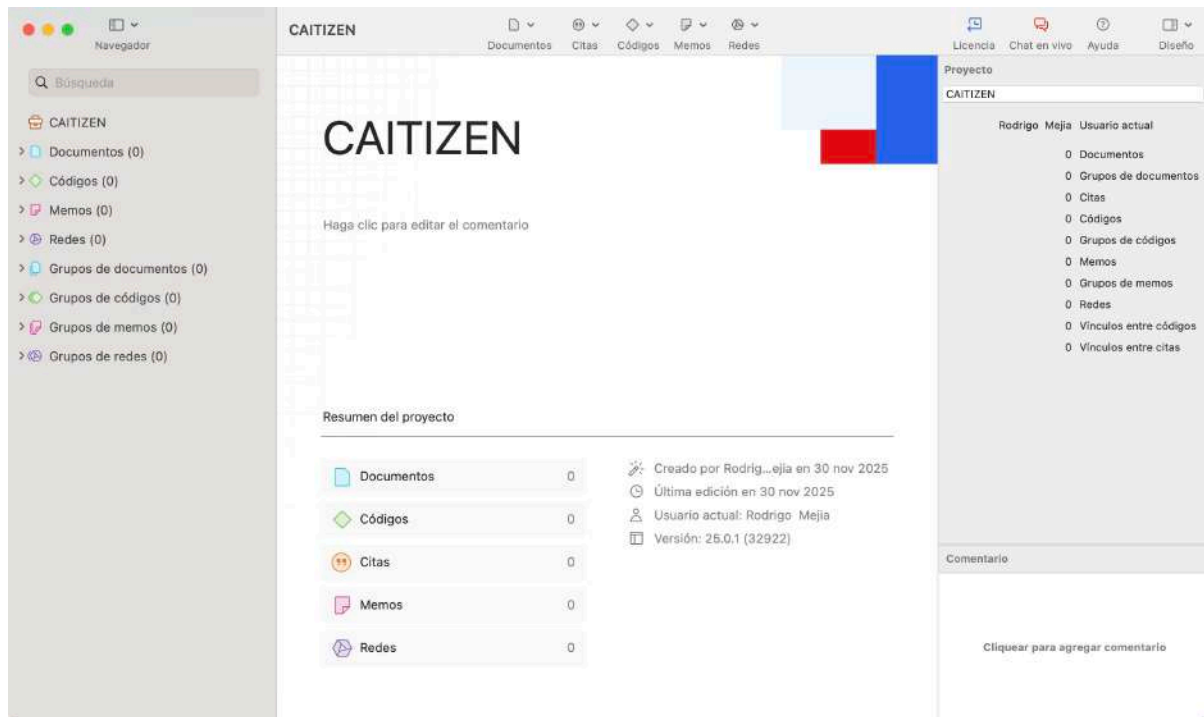 Navegador
Búsqueda
CAITIZEN
Documentos (0)
Códigos (0)
Memos (0)
Redes (0)
Grupos de documentos (0)
Grupos de códigos (0)
Grupos de memos (0)
Grupos de redes (0)
CAITIZEN
Documentos Citas Códigos Memos Redes
Licencia Chat en vivo Ayuda Diseño
CAITIZEN
Haga clic para editar el comentario
Resumen del proyecto
Documentos 0
Códigos 0
Citas 0
Memos 0
Redes 0
Creado por Rodrig...ejia en 30 nov 2025
Última edición en 30 nov 2025
Usuario actual: Rodrigo Mejia
Versión: 25.0.1 (32922)
Proyecto
CAITIZEN
Rodrigo Mejia Usuario actual
0 Documentos
0 Grupos de documentos
0 Citas
0 Códigos
0 Grupos de códigos
0 Memos
0 Grupos de memos
0 Redes
0 Vínculos entre códigos
0 Vínculos entre citas
Comentario
Cliquear para agregar comentario